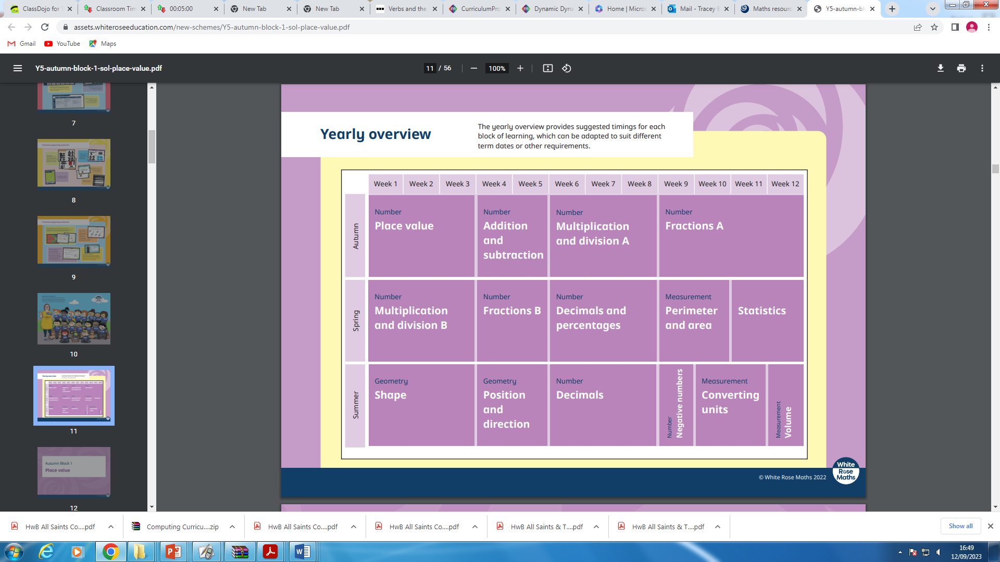 ClassDojo for T
Classroom Tim
00:05:00
New Tab
New Tab
Verbs and the
CurriculumPro
Dynamic Dyna
Home | Micros
Mail - Tracey B
Maths resourc
Y5-autumn-bl
assets.whiteroseeducation.com/new-schemes/Y5-autumn-block-1-sol-place-value.pdf
Gmail
YouTube
Maps
Y5-autumn-block-1-sol-place-value.pdf
11 / 56
100%
7
8
9
10
11
Autumn Block 1
Place value
12
Yearly overview
The yearly overview provides suggested timings for each
block of learning, which can be adapted to suit different
term dates or other requirements.
Week 1 Week 2 Week 3 Week 4 Week 5 Week 6 Week 7 Week 8 Week 9 Week 10 Week 11 Week 12
Autumn
Number
Place value
Number
Addition
and
subtraction
Number
Multiplication
and division A
Number
Fractions A
Spring
Number
Multiplication
and division B
Number
Fractions B
Number
Decimals and
percentages
Measurement
Perimeter
and area
Statistics
Summer
Geometry
Shape
Geometry
Position
and
direction
Number
Decimals
Number
Negative numbers
Measurement
Converting
units
Measurement
Volume
© White Rose Maths 2022
White
Rose
Maths
HwB All Saints Co....pdf
Computing Curricu....zip
HwB All Saints Co....pdf
HwB All Saints Co....pdf
HwB All Saints & T....pdf
HwB All Saints & T....pdf
Show all
16:49
12/09/2023